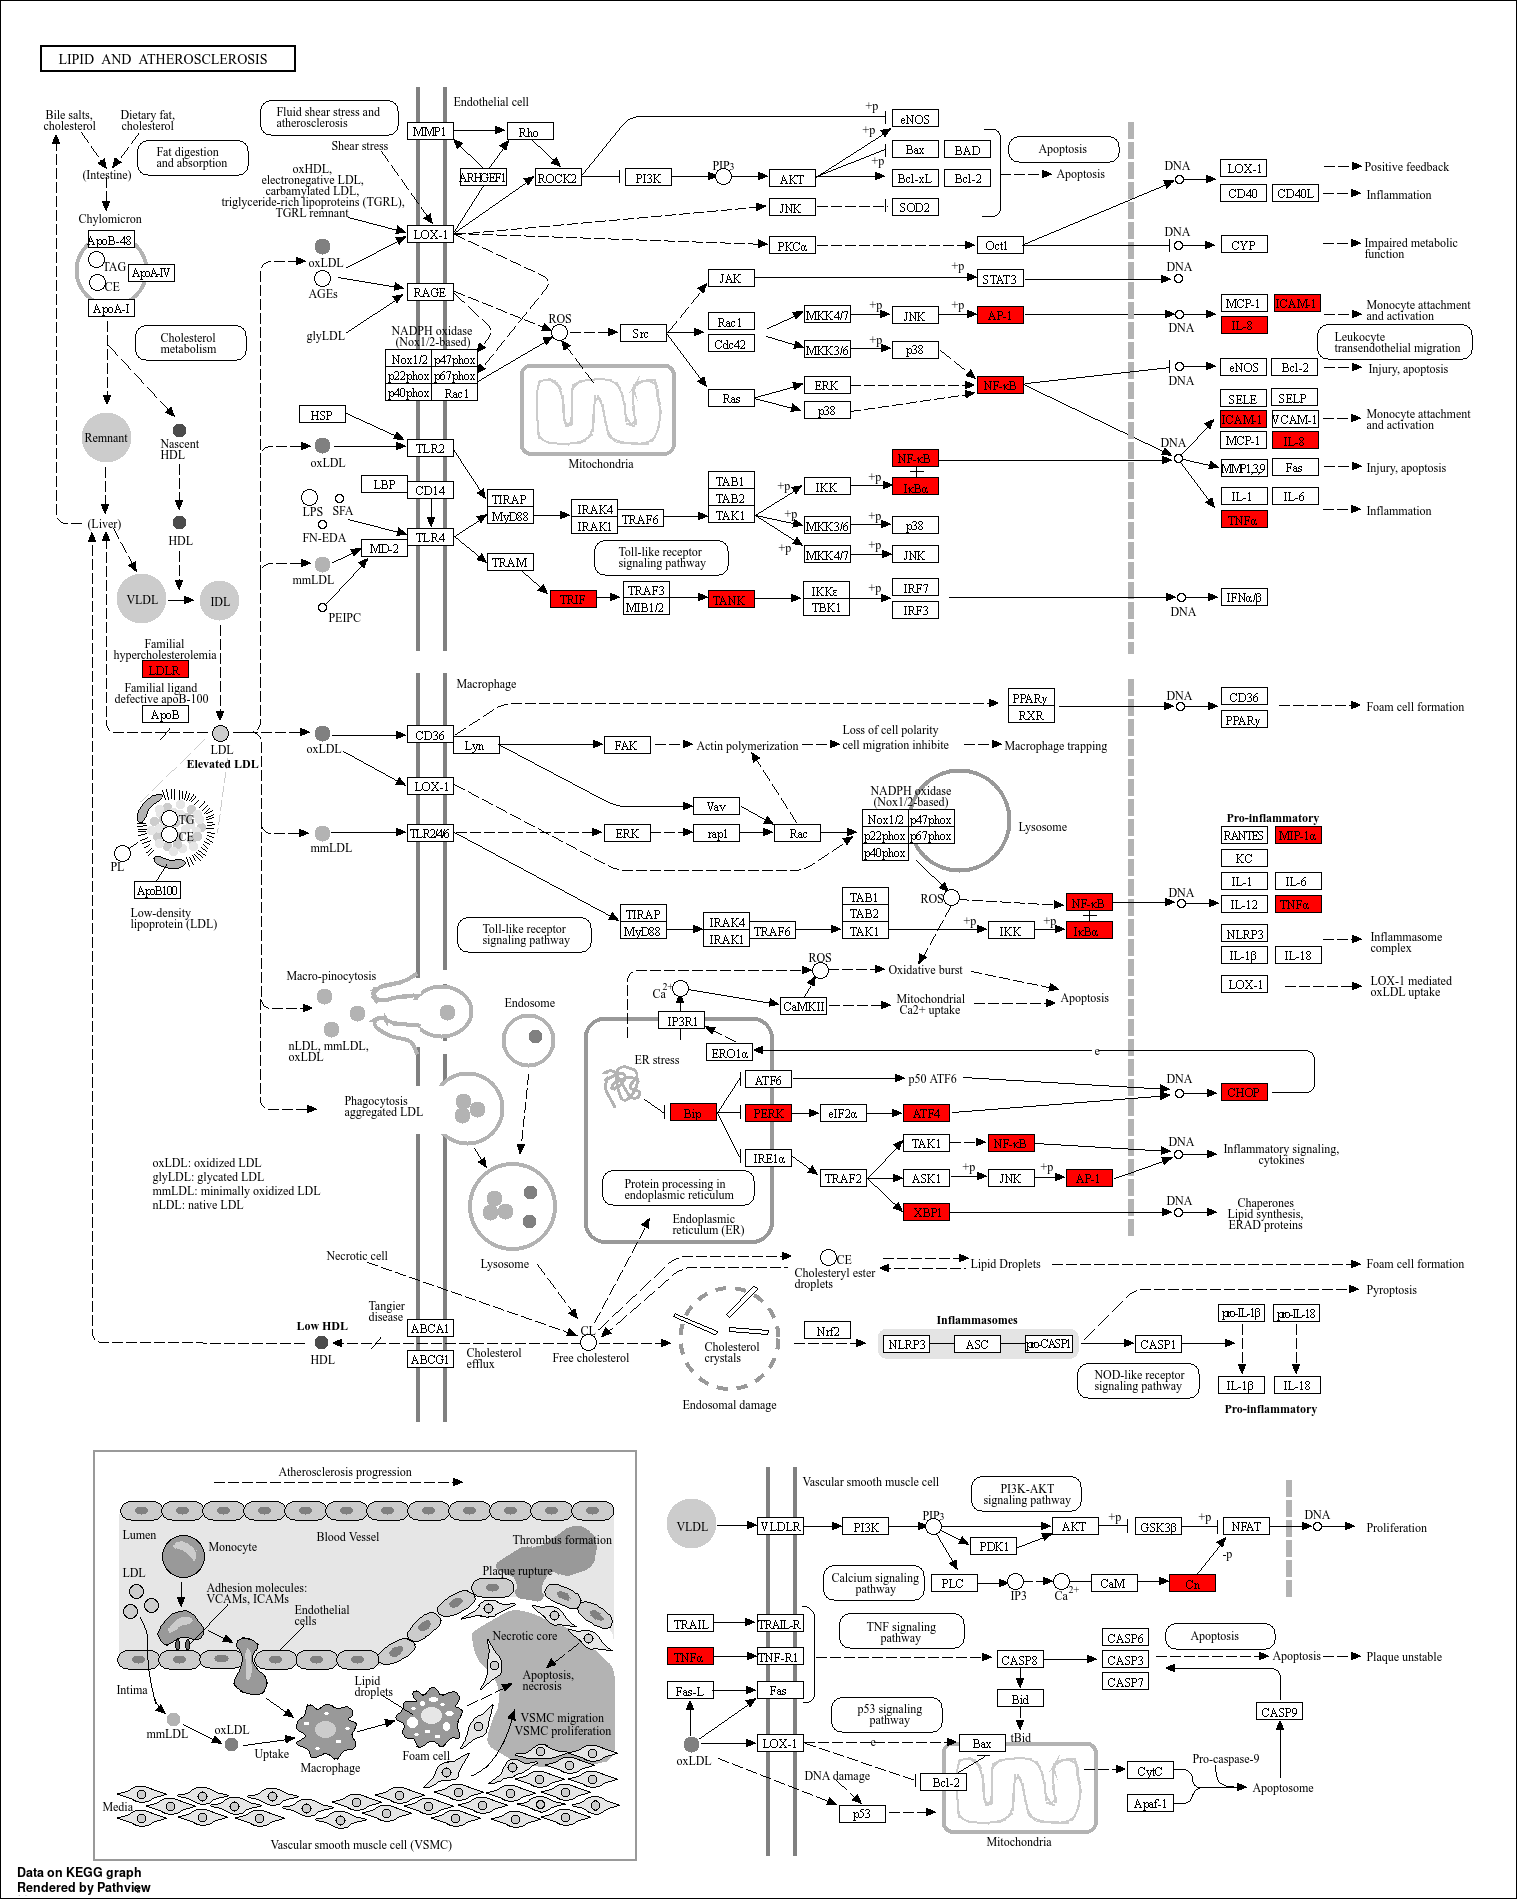 LIPID AND ATHEROSCLEROSIS
Bile salts,
cholesterol
Dietary fat,
cholesterol
Fat digestion
and absorption
(Intestine)
Chylomicron
ApoB-48
TAG
CE
ApoA-IV
ApoA-I
Cholesterol
metabolism
Remnant
Nascent
HDL
(Liver)
HDL
VLDL
IDL
Familial
hypercholesterolemia
LDLR
Familial ligand
defective apoB-100
ApoB
LDL
Elevated LDL
TG
CE
PL
ApoB100
Low-density
lipoprotein (LDL)
oxLDL: oxidized LDL
glyLDL: glycated LDL
mmLDL: minimally oxidized LDL
nLDL: native LDL
Fluid shear stress and
atherosclerosis
Shear stress
oxHDL,
electronegative LDL,
carbamylated LDL,
triglyceride-rich lipoproteins (TGRL),
TGRL remnant
oxLDL
AGEs
glyLDL
Endothelial cell
MMP1
Rho
ARHGEF1
ROCK2
PI3K
PIP3
AKT
+p
+p
+p
eNOS
Bax
BAD
Bcl-xL
Bcl-2
Apoptosis
Apoptosis
JNK
SOD2
LOX-1
PKCα
Oct1
DNA
LOX-1
CD40
CD40L
Positive feedback
Inflammation
DNA
CYP
Impaired metabolic
function
RAGE
NADPH oxidase
(Nox1/2-based)
Nox1/2
p47phox
p22phox
p67phox
p40phox
Rac1
ROS
Src
JAK
+p
STAT3
DNA
Rac1
Cdc42
MKK4/7
+p
JNK
+p
AP-1
DNA
MCP-1
ICAM-1
IL-8
Monocyte attachment
and activation
Leukocyte
transendothelial migration
MKK3/6
+p
p38
Ras
ERK
p38
NF-κB
DNA
eNOS
Bcl-2
Injury, apoptosis
SELE
SELP
ICAM-1
VCAM-1
MCP-1
IL-8
Monocyte attachment
and activation
DNA
MMP1,3,9
Fas
Injury, apoptosis
IL-1
IL-6
TNFα
Inflammation
Mitochondria
HSP
oxLDL
TLR2
LBP
CD14
LPS
SFA
FN-EDA
TLR4
MD-2
mmLDL
PEIPC
TIRAP
MyD88
TRAM
IRAK4
IRAK1
TRAF6
TAB1
TAB2
TAK1
+p
IKK
+p
NF-κB
IκBα
+p
MKK3/6
+p
p38
+p
MKK4/7
+p
JNK
Toll-like receptor
signaling pathway
TRIF
TRAF3
MIB1/2
TANK
IKKε
TBK1
+p
IRF7
IRF3
DNA
IFNα/β
Macrophage
oxLDL
CD36
Lyn
FAK
Actin polymerization
Loss of cell polarity
cell migration inhibite
Macrophage trapping
PPARγ
RXR
DNA
CD36
PPARγ
Foam cell formation
LOX-1
mmLDL
TLR2/4/6
ERK
Vav
rap1
Rac
NADPH oxidase
(Nox1/2-based)
Nox1/2
p47phox
p22phox
p67phox
p40phox
Lysosome
ROS
Toll-like receptor
signaling pathway
TIRAP
MyD88
IRAK4
IRAK1
TRAF6
TAB1
TAB2
TAK1
+p
IKK
+p
NF-κB
IκBα
DNA
Pro-inflammatory
RANTES
MIP-1α
KC
IL-1
IL-6
IL-12
TNFα
NLRP3
IL-1β
IL-18
Inflammasome
complex
LOX-1
LOX-1 mediated
oxLDL uptake
Macro-pinocytosis
nLDL, mmLDL,
oxLDL
Endosome
Phagocytosis
aggregated LDL
Lysosome
ROS
Oxidative burst
Ca2+
CaMKII
Mitochondrial
Ca2+ uptake
Apoptosis
IP3R1
ER stress
ERO1α
e
ATF6
p50 ATF6
DNA
CHOP
Bip
PERK
eIF2α
ATF4
IRE1α
TRAF2
TAK1
NF-κB
ASK1
+p
JNK
+p
AP-1
DNA
Inflammatory signaling,
cytokines
XBP1
DNA
Chaperones
Lipid synthesis,
ERAD proteins
Protein processing in
endoplasmic reticulum
Endoplasmic
reticulum (ER)
Necrotic cell
Tangier
disease
Low HDL
HDL
ABCA1
ABCG1
Cholesterol
efflux
CL
Free cholesterol
CE
Cholesteryl ester
droplets
Lipid Droplets
Foam cell formation
Pyroptosis
Cholesterol
crystals
Endosomal damage
Nrf2
Inflammasomes
NLRP3
ASC
pro-CASP1
CASP1
NOD-like receptor
signaling pathway
pro-IL-1β
pro-IL-18
IL-1β
IL-18
Pro-inflammatory
Atherosclerosis progression
Lumen
Blood Vessel
Monocyte
Thrombus formation
LDL
Plaque rupture
Adhesion molecules:
VCAMs, ICAMs
Endothelial
cells
Necrotic core
Intima
Lipid
droplets
Apoptosis,
necrosis
mmLDL
oxLDL
Uptake
Macrophage
Foam cell
VSMC migration
VSMC proliferation
Media
Vascular smooth muscle cell (VSMC)
Vascular smooth muscle cell
PI3K-AKT
signaling pathway
VLDL
VLDLR
PI3K
PIP3
PDK1
AKT
+p
GSK3β
+p
NFAT
DNA
Proliferation
-p
Calcium signaling
pathway
PLC
IP3
Ca2+
CaM
Cn
TRAIL
TRAIL-R
TNFα
TNF-R1
Fas-L
Fas
TNF signaling
pathway
CASP8
CASP6
CASP3
CASP7
Apoptosis
Apoptosis
Plaque unstable
Bid
tBid
p53 signaling
pathway
oxLDL
LOX-1
e
Bax
Bcl-2
DNA damage
p53
Mitochondria
CytC
Apaf-1
Pro-caspase-9
CASP9
Apoptosome
Data on KEGG graph
Rendered by Pathview